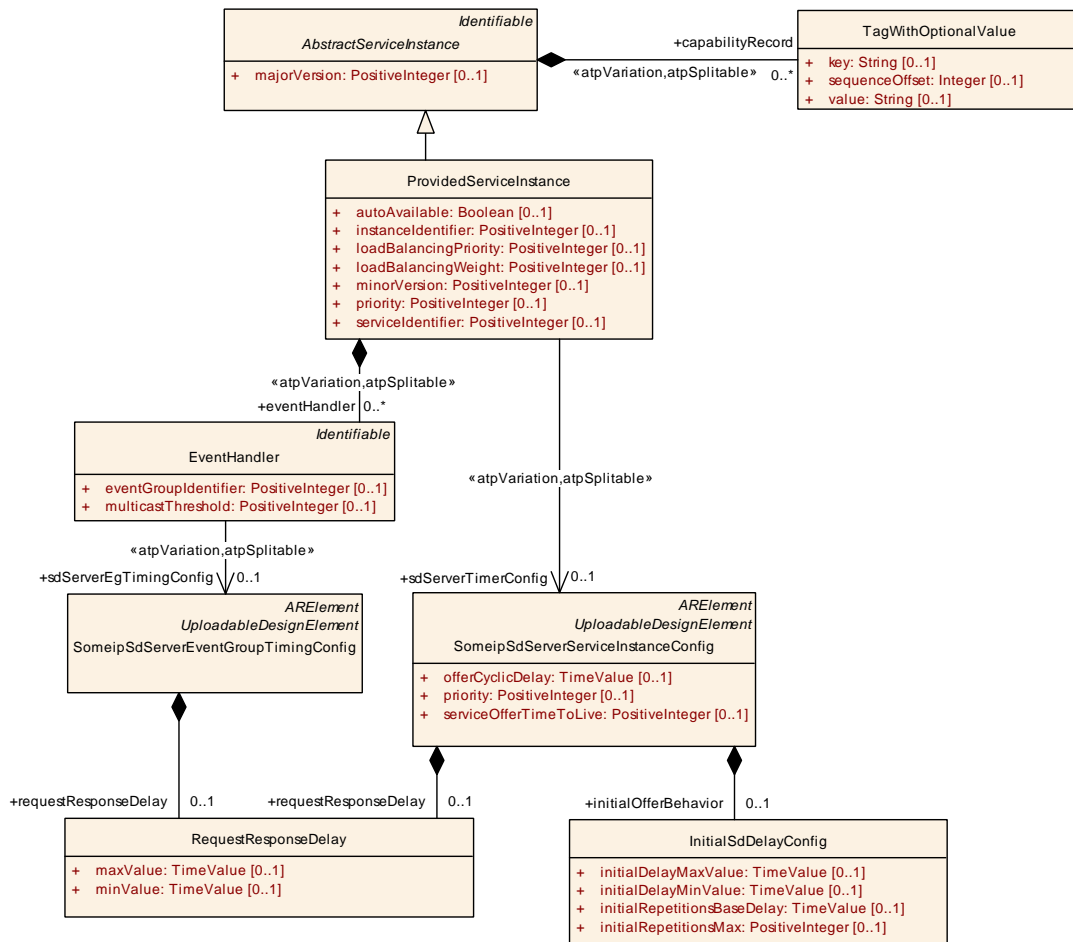 Identifiable
AbstractServiceInstance
+ majorVersion: PositiveInteger [0..1]
+capabilityRecord
«atpVariation,atpSplitable»
0..*
TagWithOptionalValue
+ key: String [0..1]
+ sequenceOffset: Integer [0..1]
+ value: String [0..1]
ProvidedServiceInstance
+ autoAvailable: Boolean [0..1]
+ instanceIdentifier: PositiveInteger [0..1]
+ loadBalancingPriority: PositiveInteger [0..1]
+ loadBalancingWeight: PositiveInteger [0..1]
+ minorVersion: PositiveInteger [0..1]
+ priority: PositiveInteger [0..1]
+ serviceIdentifier: PositiveInteger [0..1]
«atpVariation,atpSplitable»
+eventHandler 0..*
Identifiable
EventHandler
+ eventGroupIdentifier: PositiveInteger [0..1]
+ multicastThreshold: PositiveInteger [0..1]
«atpVariation,atpSplitable»
«atpVariation,atpSplitable»
+sdServerEgTimingConfig 0..1
+sdServerTimerConfig 0..1
ARElement
UploadableDesignElement
SomeipSdServerEventGroupTimingConfig
ARElement
UploadableDesignElement
SomeipSdServerServiceInstanceConfig
+ offerCyclicDelay: TimeValue [0..1]
+ priority: PositiveInteger [0..1]
+ serviceOfferTimeToLive: PositiveInteger [0..1]
+requestResponseDelay 0..1
+requestResponseDelay 0..1
+initialOfferBehavior 0..1
RequestResponseDelay
+ maxValue: TimeValue [0..1]
+ minValue: TimeValue [0..1]
InitialSdDelayConfig
+ initialDelayMaxValue: TimeValue [0..1]
+ initialDelayMinValue: TimeValue [0..1]
+ initialRepetitionsBaseDelay: TimeValue [0..1]
+ initialRepetitionsMax: PositiveInteger [0..1]